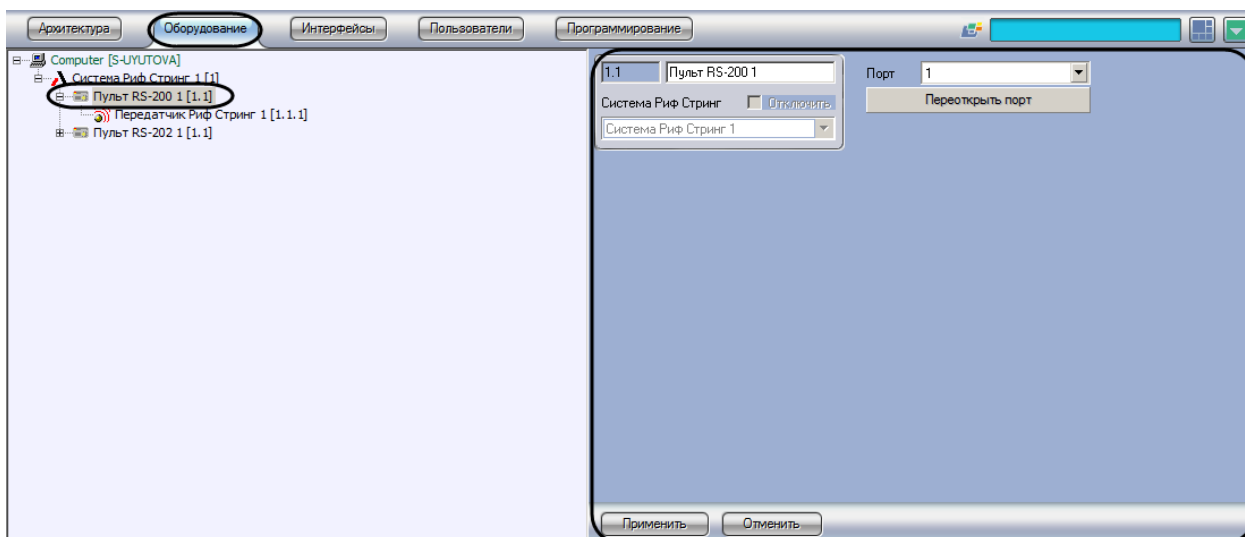 Архитектура Оборудование Интерфейсы Пользователи Программирование
Computer [S-UYUTOVA]
Система Риф Стринг 1 [1]
Пульт RS-200 1 [1.1]
Передатчик Риф Стринг 1 [1.1.1]
Пульт RS-202 1 [1.1]
1.1 Пульт RS-200 1
Система Риф Стринг Отключить
Система Риф Стринг 1
Порт 1
Переоткрыть порт
Применить Отменить